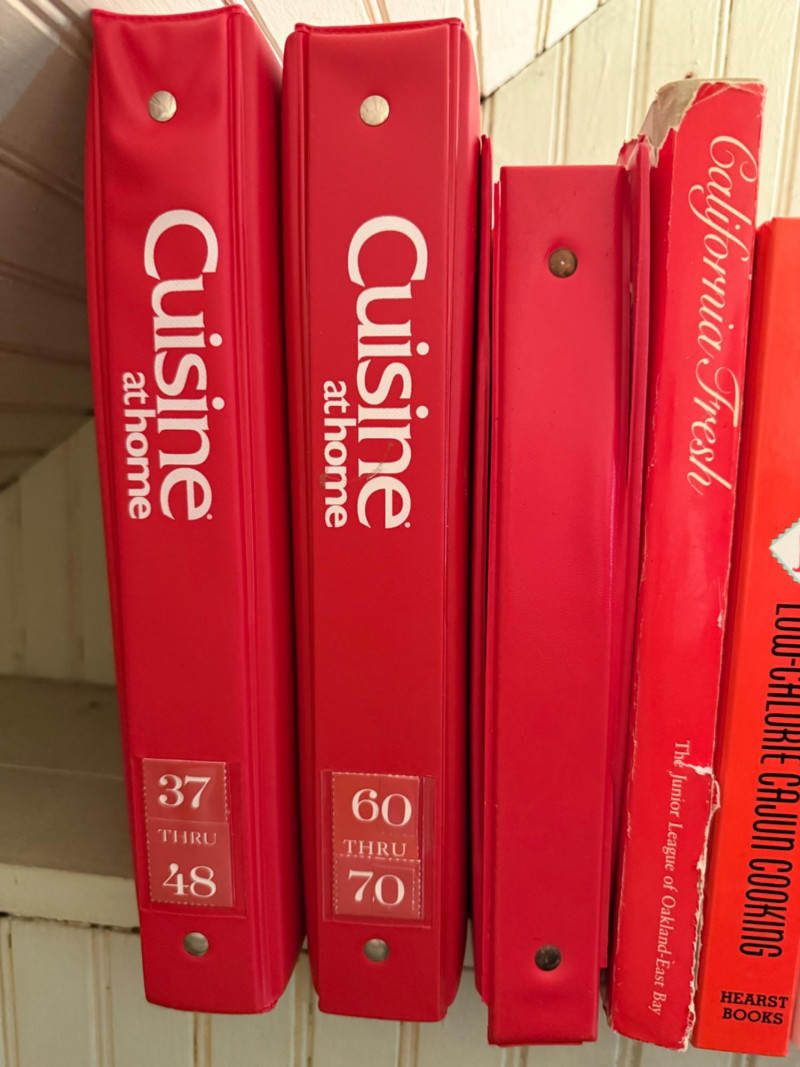 Cuisine
at home
37
THRU
48
Cuisine
at home
60
THRU
70
California Fresh
The Junior League of Oakland-East Bay
LOW-CALORIE CAJUN COOKING
HEARST
BOOKS